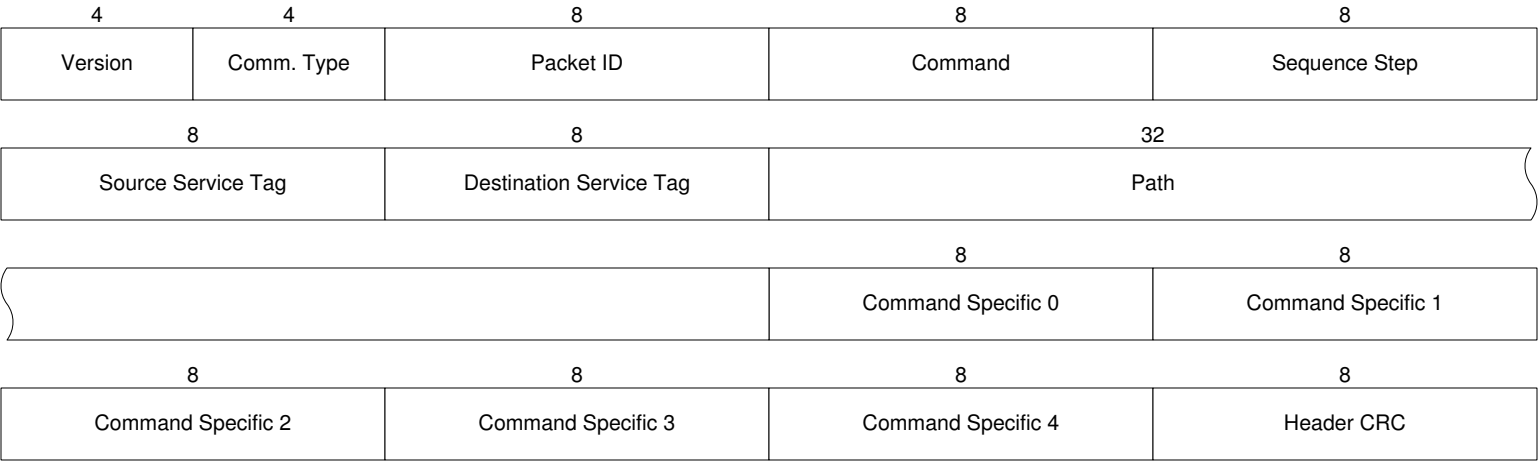 4 4 8 8 8
Version Comm. Type Packet ID Command Sequence Step
8 8 32
Source Service Tag Destination Service Tag Path
8 8
Command Specific 0 Command Specific 1
8 8 8 8
Command Specific 2 Command Specific 3 Command Specific 4 Header CRC